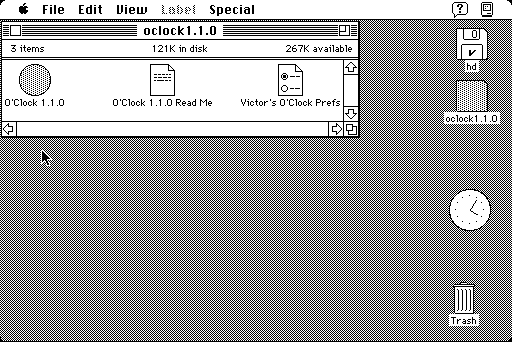 File Edit View Label Special
oclock1.1.0
3 items 121K in disk 267K available
O'Clock 1.1.0 O'Clock 1.1.0 Read Me Victor's O'Clock Prefs
hd
oclock1.1.0
Trash